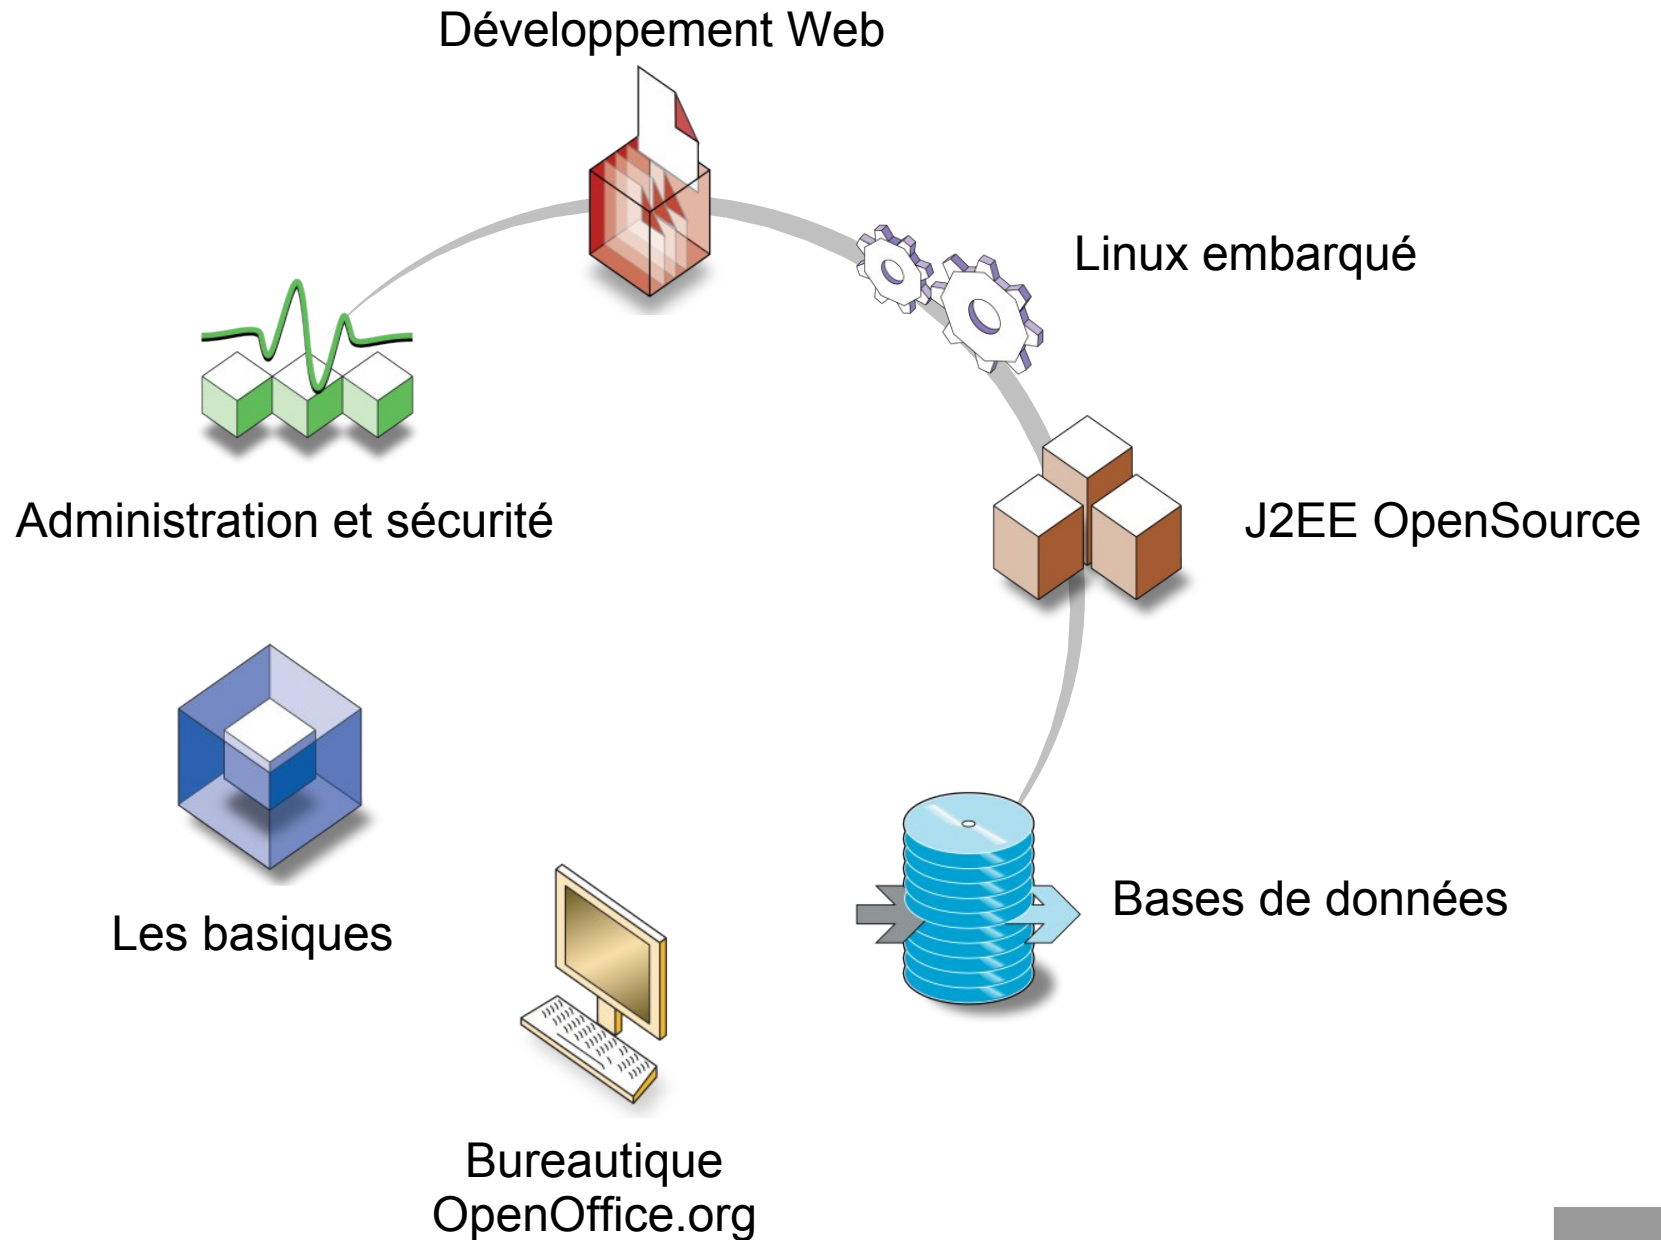 Développement Web
Linux embarqué
Administration et sécurité
J2EE OpenSource
Bases de données
Les basiques
Bureautique
OpenOffice.org